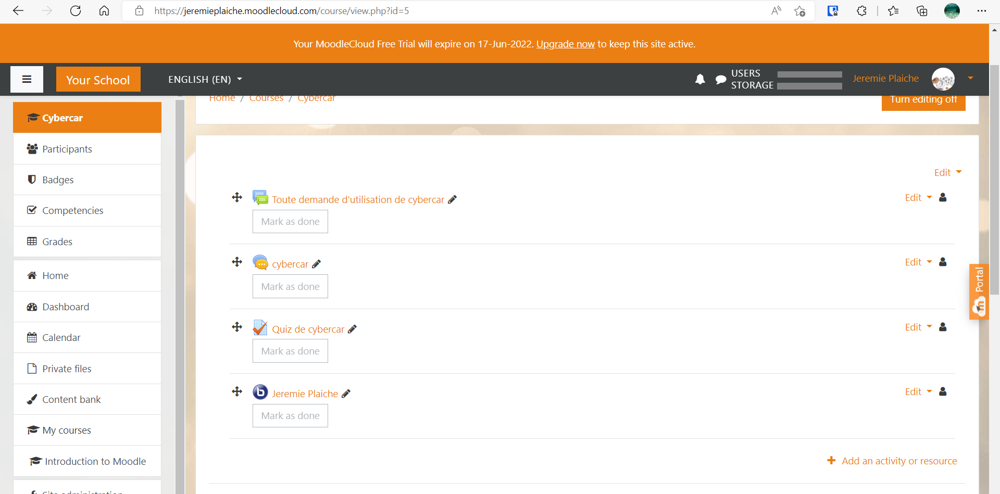 https://jeremieplaiche.moodlecloud.com/course/view.php?id=5
Your MoodleCloud Free Trial will expire on 17-Jun-2022. Upgrade now to keep this site active.
Your School
ENGLISH (EN)
USERS
STORAGE
Jeremie Plaiche
Home / Courses / Cybercar
Turn editing off
Cybercar
Participants
Badges
Competencies
Grades
Home
Dashboard
Calendar
Private files
Content bank
My courses
Introduction to Moodle
Site administration
Edit
Toute demande d'utilisation de cybercar
Edit
Mark as done
cybercar
Edit
Mark as done
Quiz de cybercar
Edit
Mark as done
Jeremie Plaiche
Edit
Mark as done
Add an activity or resource
Portal